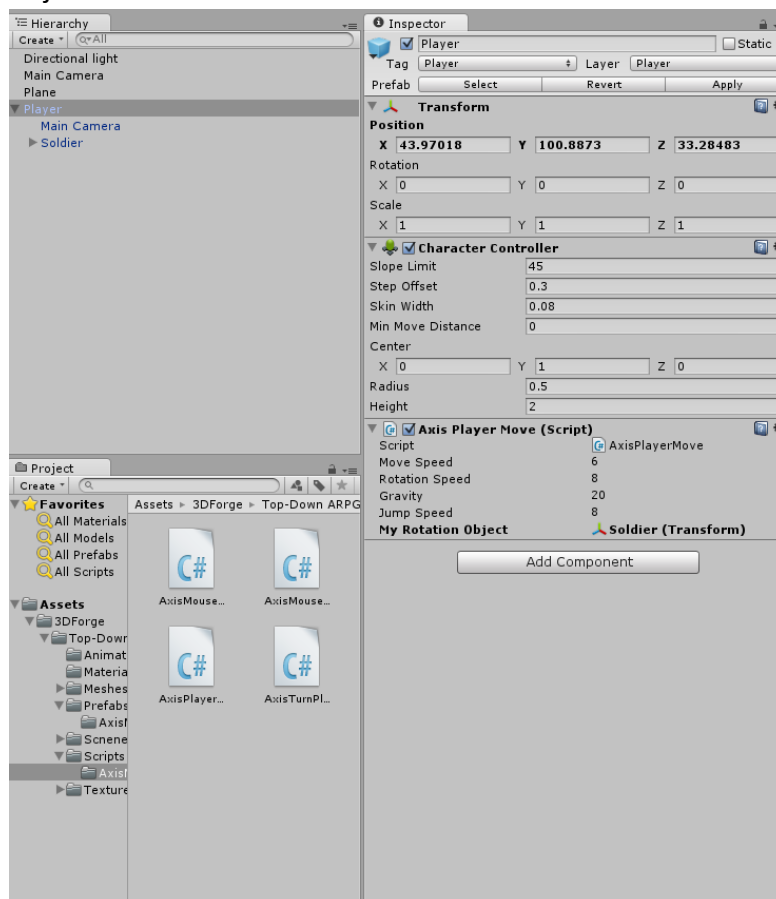 Hierarchy
Create
All
Directional light
Main Camera
Plane
Player
Main Camera
Soldier
Project
Create
Favorites
All Materials
All Models
All Prefabs
All Scripts
Assets
3DForge
Top-Down
Animat
Materia
Meshes
Prefabs
Scnene
Scripts
Texture
Assets 3DForge Top-Down ARPG
C# C#
AxisMouse... AxisMouse...
C# C#
AxisPlayer... AxisTurnPl...
Inspector
Player Static
Tag Player Layer Player
Prefab Select Revert Apply
Transform
Position
X 43.97018 Y 100.8873 Z 33.28483
Rotation
X 0 Y 0 Z 0
Scale
X 1 Y 1 Z 1
Character Controller
Slope Limit 45
Step Offset 0.3
Skin Width 0.08
Min Move Distance 0
Center
X 0 Y 1 Z 0
Radius 0.5
Height 2
Axis Player Move (Script)
Script AxisPlayerMove
Move Speed 6
Rotation Speed 8
Gravity 20
Jump Speed 8
My Rotation Object Soldier (Transform)
Add Component